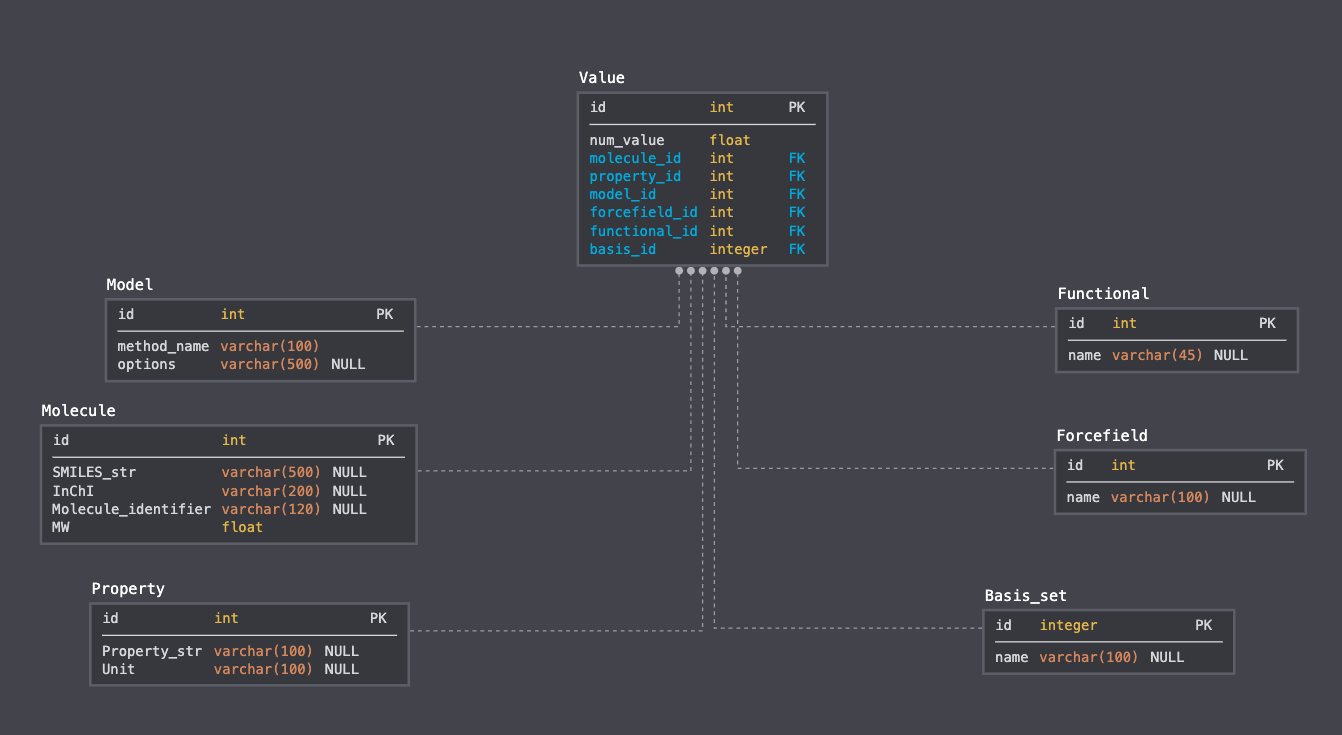 Value
id int PK
num_value float
molecule_id int FK
property_id int FK
model_id int FK
forcefield_id int FK
functional_id int FK
basis_id integer FK
Model
id int PK
method_name varchar(100)
options varchar(500) NULL
Functional
id int PK
name varchar(45) NULL
Molecule
id int PK
SMILES_str varchar(500) NULL
InChI varchar(200) NULL
Molecule_identifier varchar(120) NULL
MW float
Forcefield
id int PK
name varchar(100) NULL
Property
id int PK
Property_str varchar(100) NULL
Unit varchar(100) NULL
Basis_set
id integer PK
name varchar(100) NULL